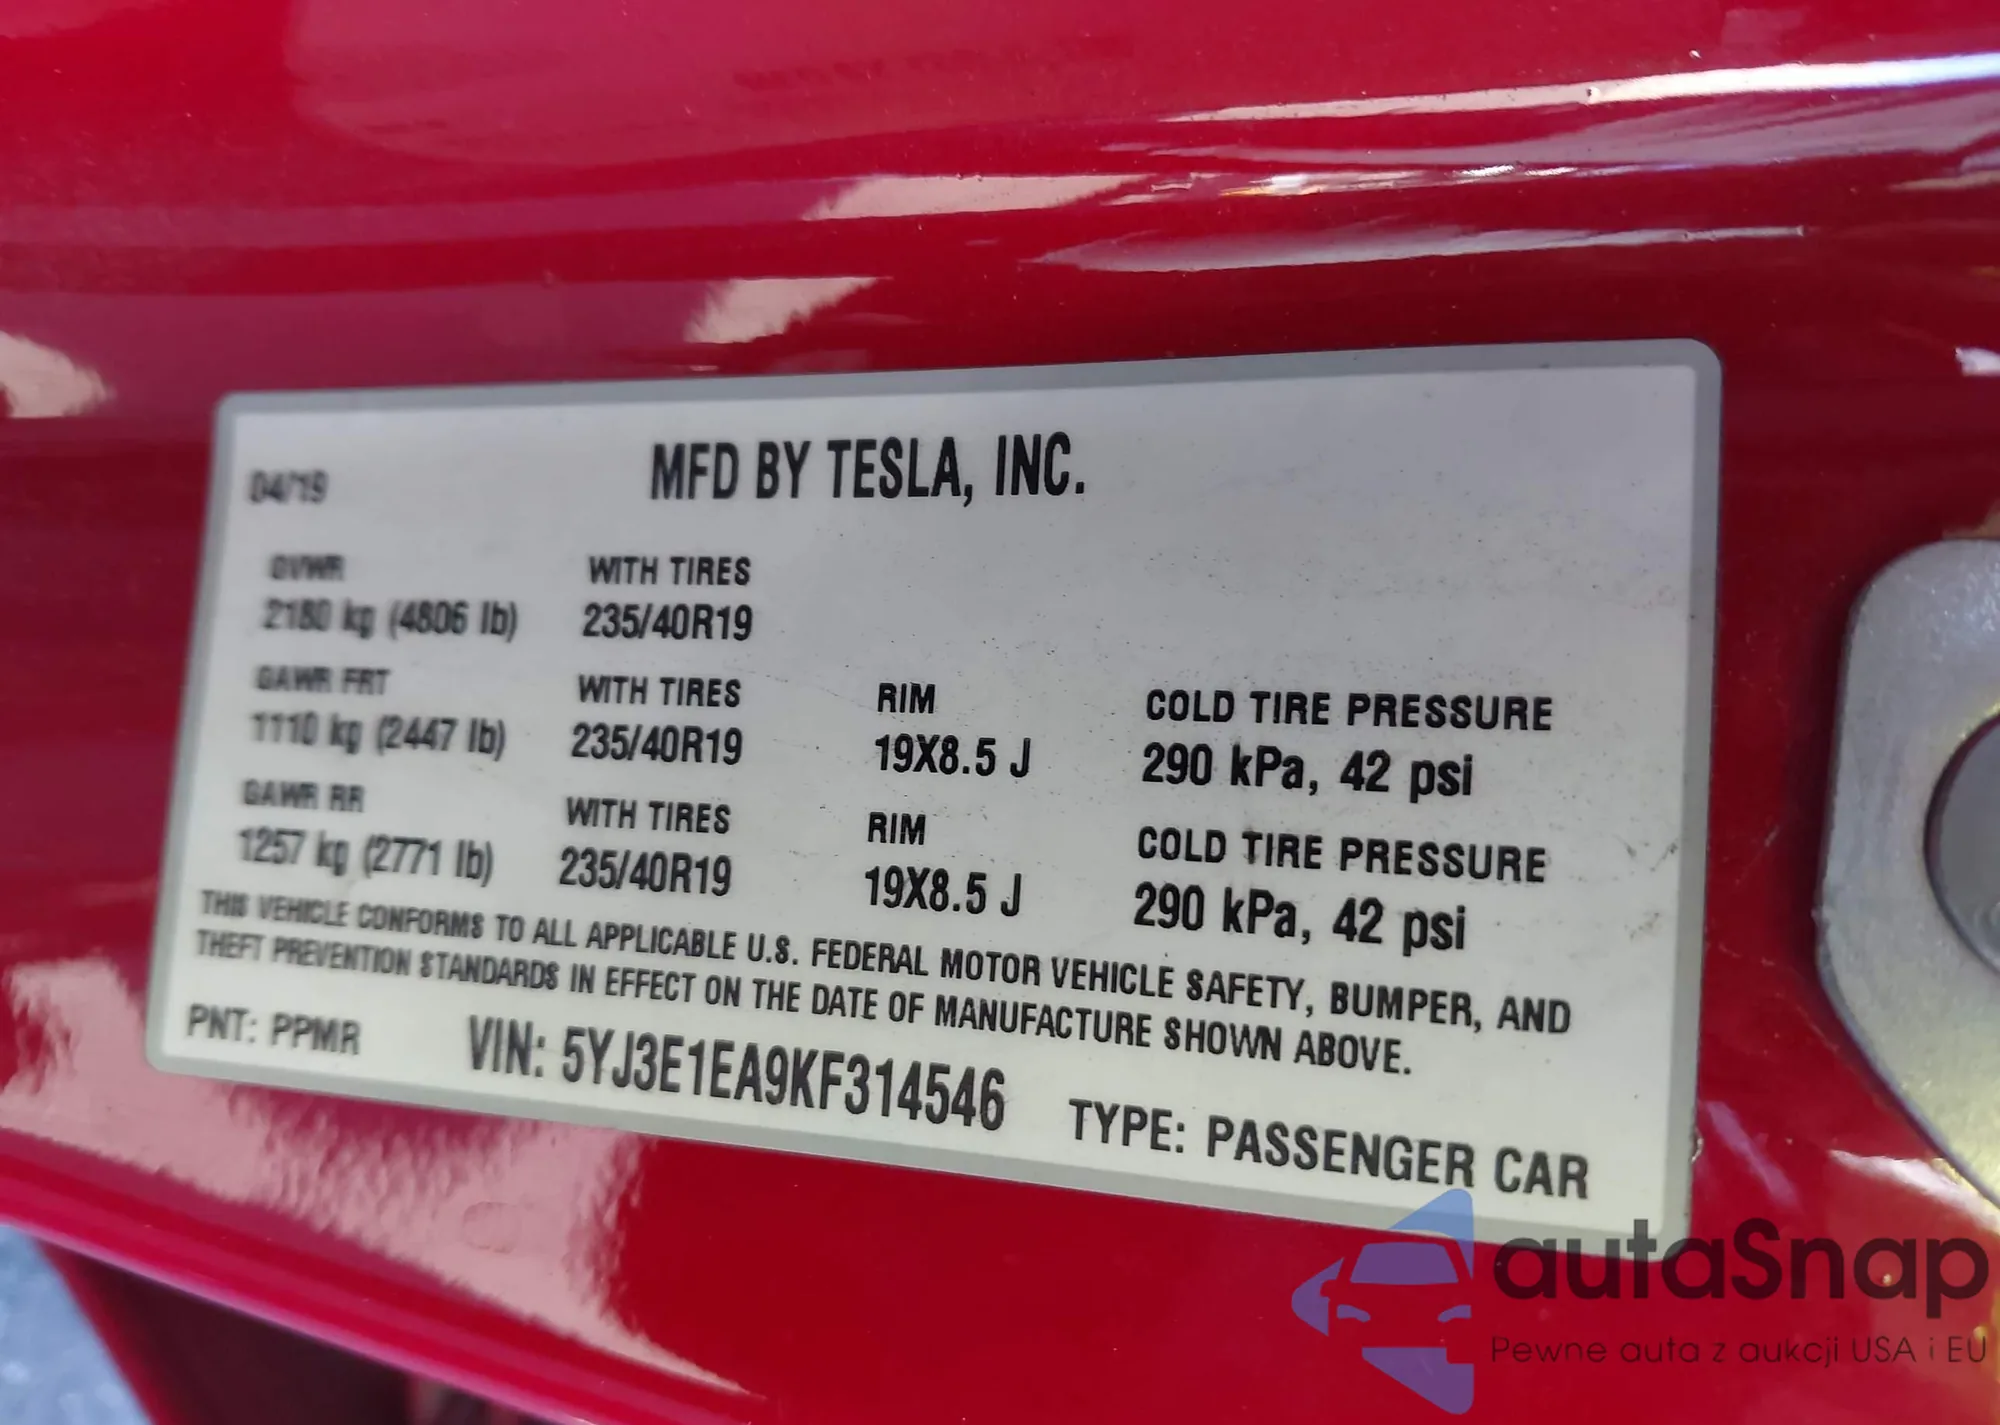 04/19
MFD BY TESLA, INC.
GVWR WITH TIRES
2180 kg (4806 lb) 235/40R19
GAWR FRT WITH TIRES RIM COLD TIRE PRESSURE
1110 kg (2447 lb) 235/40R19 19X8.5 J 290 kPa, 42 psi
GAWR RR WITH TIRES RIM COLD TIRE PRESSURE
1257 kg (2771 lb) 235/40R19 19X8.5 J 290 kPa, 42 psi
THIS VEHICLE CONFORMS TO ALL APPLICABLE U.S. FEDERAL MOTOR VEHICLE SAFETY, BUMPER, AND
THEFT PREVENTION STANDARDS IN EFFECT ON THE DATE OF MANUFACTURE SHOWN ABOVE.
PNT: PPMR VIN: 5YJ3E1EA9KF314546 TYPE: PASSENGER CAR
autaSnap
Pewne auta z aukcji USA i EU